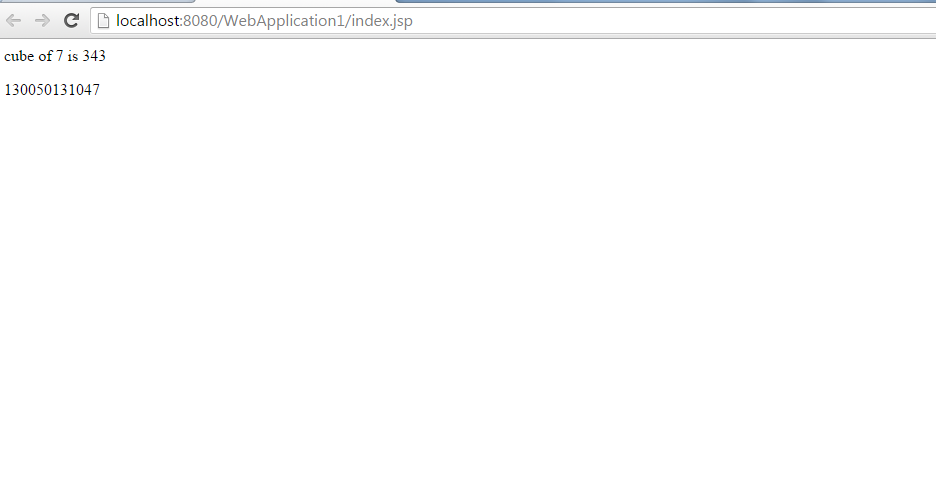 localhost:8080/WebApplication1/index.jsp
cube of 7 is 343
130050131047